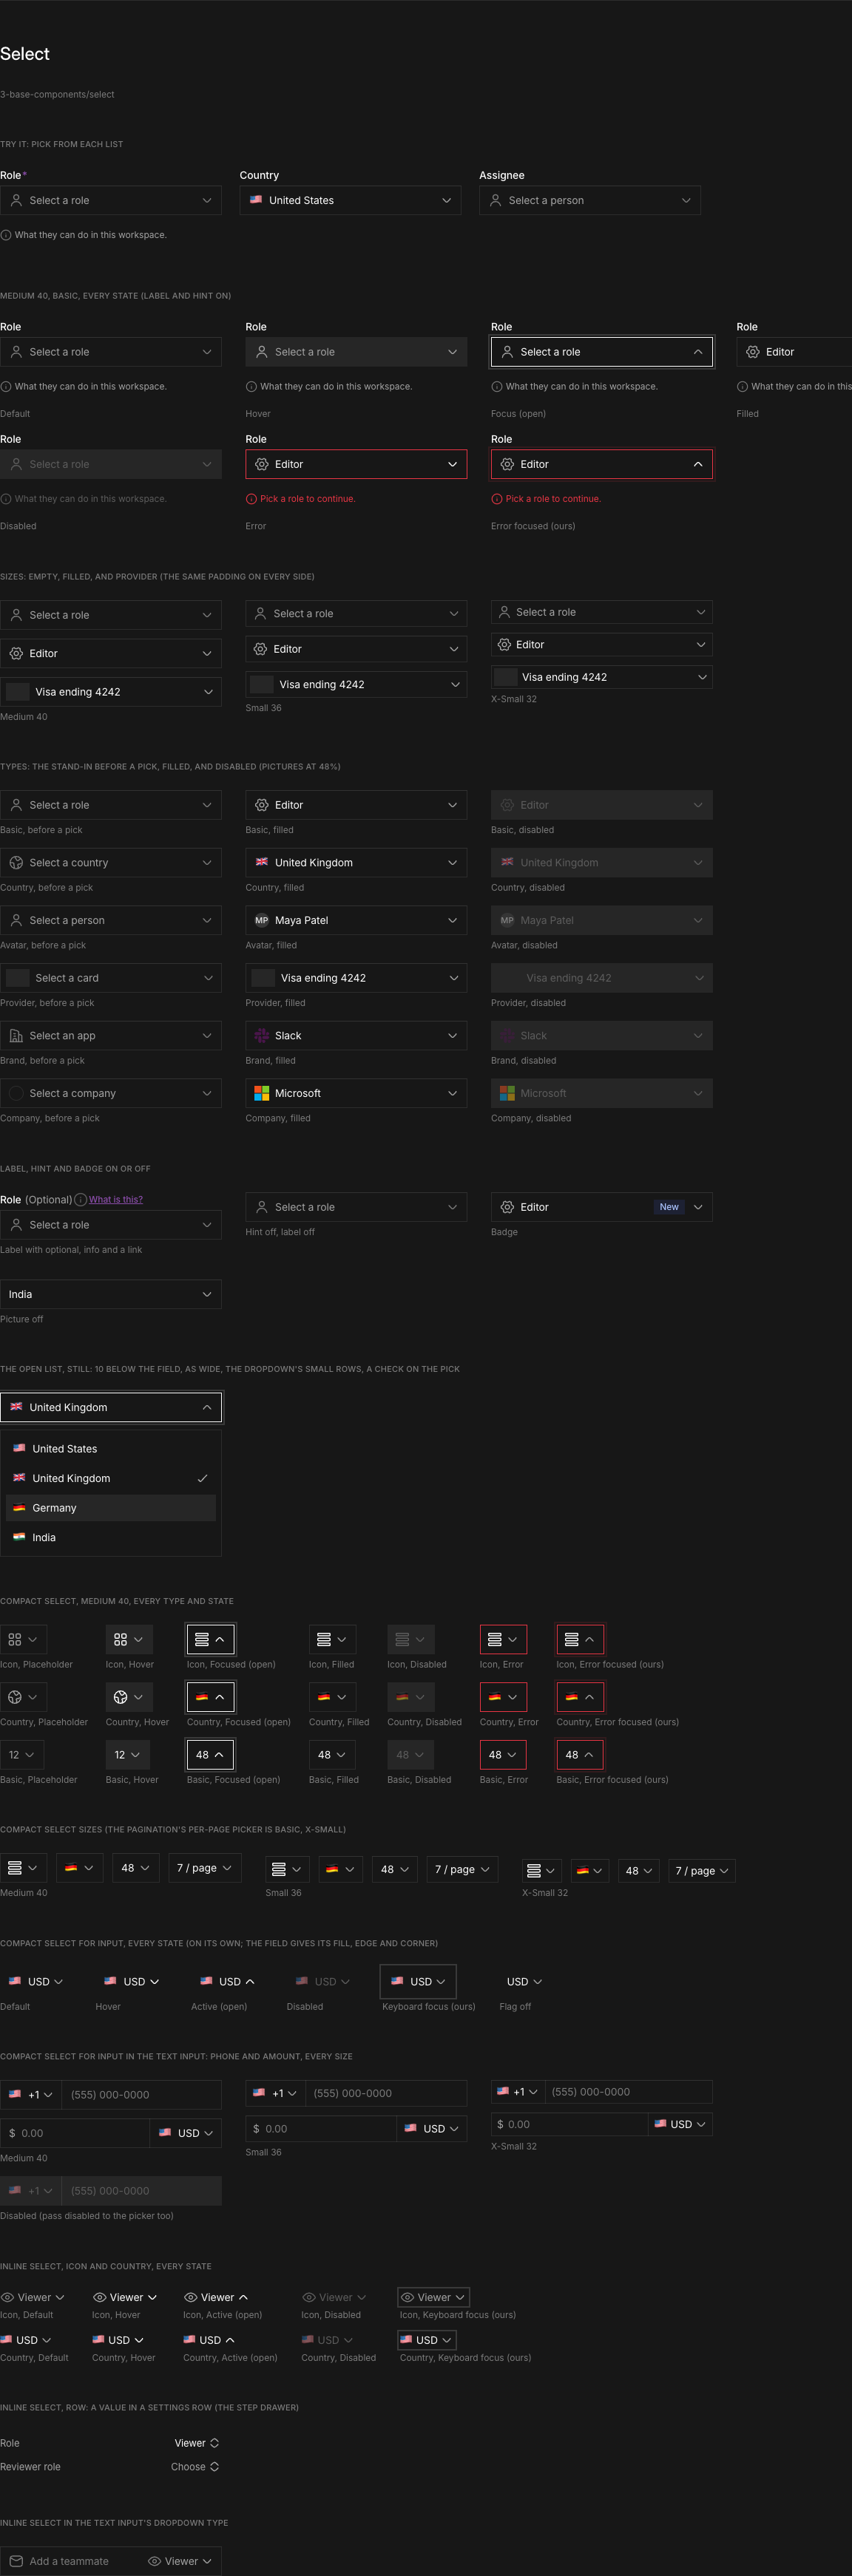 Select
3-base-components/select
TRY IT: PICK FROM EACH LIST
Role* Country Assignee
Select a role United States Select a person
What they can do in this workspace.
MEDIUM 40, BASIC, EVERY STATE (LABEL AND HINT ON)
Role Role Role Role
Select a role Select a role Select a role Editor
What they can do in this workspace. What they can do in this workspace. What they can do in this workspace. What they can do in this
Default Hover Focus (open) Filled
Role Role Role
Select a role Editor Editor
What they can do in this workspace. Pick a role to continue. Pick a role to continue.
Disabled Error Error focused (ours)
SIZES: EMPTY, FILLED, AND PROVIDER (THE SAME PADDING ON EVERY SIDE)
Select a role Select a role Select a role
Editor Editor Editor
Visa ending 4242 Visa ending 4242 Visa ending 4242
Medium 40 Small 36 X-Small 32
TYPES: THE STAND-IN BEFORE A PICK, FILLED, AND DISABLED (PICTURES AT 48%)
Select a role Editor Editor
Basic, before a pick Basic, filled Basic, disabled
Select a country United Kingdom United Kingdom
Country, before a pick Country, filled Country, disabled
Select a person MP Maya Patel MP Maya Patel
Avatar, before a pick Avatar, filled Avatar, disabled
Select a card Visa ending 4242 Visa ending 4242
Provider, before a pick Provider, filled Provider, disabled
Select an app Slack Slack
Brand, before a pick Brand, filled Brand, disabled
Select a company Microsoft Microsoft
Company, before a pick Company, filled Company, disabled
LABEL, HINT AND BADGE ON OR OFF
Role (Optional) What is this?
Select a role Select a role Editor New
Label with optional, info and a link Hint off, label off Badge
India
Picture off
THE OPEN LIST, STILL: 10 BELOW THE FIELD, AS WIDE, THE DROPDOWN'S SMALL ROWS, A CHECK ON THE PICK
United Kingdom
United States
United Kingdom
Germany
India
COMPACT SELECT, MEDIUM 40, EVERY TYPE AND STATE
Icon, Placeholder Icon, Hover Icon, Focused (open) Icon, Filled Icon, Disabled Icon, Error Icon, Error focused (ours)
Country, Placeholder Country, Hover Country, Focused (open) Country, Filled Country, Disabled Country, Error Country, Error focused (ours)
12 12 48 48 48 48 48
Basic, Placeholder Basic, Hover Basic, Focused (open) Basic, Filled Basic, Disabled Basic, Error Basic, Error focused (ours)
COMPACT SELECT SIZES (THE PAGINATION'S PER-PAGE PICKER IS BASIC, X-SMALL)
48 7 / page 48 7 / page 48 7 / page
Medium 40 Small 36 X-Small 32
COMPACT SELECT FOR INPUT, EVERY STATE (ON ITS OWN; THE FIELD GIVES ITS FILL, EDGE AND CORNER)
USD USD USD USD USD USD
Default Hover Active (open) Disabled Keyboard focus (ours) Flag off
COMPACT SELECT FOR INPUT IN THE TEXT INPUT: PHONE AND AMOUNT, EVERY SIZE
+1 (555) 000-0000 +1 (555) 000-0000 +1 (555) 000-0000
$ 0.00 USD $ 0.00 USD $ 0.00 USD
Medium 40 Small 36 X-Small 32
+1 (555) 000-0000
Disabled (pass disabled to the picker too)
INLINE SELECT, ICON AND COUNTRY, EVERY STATE
Viewer Viewer Viewer Viewer Viewer
Icon, Default Icon, Hover Icon, Active (open) Icon, Disabled Icon, Keyboard focus (ours)
USD USD USD USD USD
Country, Default Country, Hover Country, Active (open) Country, Disabled Country, Keyboard focus (ours)
INLINE SELECT, ROW: A VALUE IN A SETTINGS ROW (THE STEP DRAWER)
Role Viewer
Reviewer role Choose
INLINE SELECT IN THE TEXT INPUT'S DROPDOWN TYPE
Add a teammate Viewer